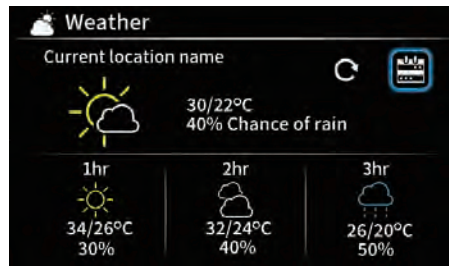 Weather
Current location name
30/22°C
40% Chance of rain
1hr
2hr
3hr
34/26°C
32/24°C
26/20°C
30%
40%
50%